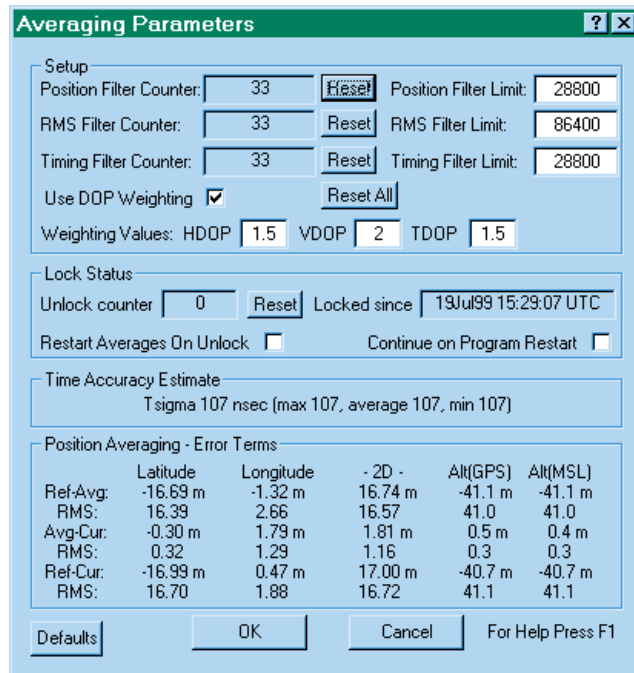 Averaging Parameters ? X
Setup
Position Filter Counter: 33 Reset Position Filter Limit: 28800
RMS Filter Counter: 33 Reset RMS Filter Limit: 86400
Timing Filter Counter: 33 Reset Timing Filter Limit: 28800
Use DOP Weighting Reset All
Weighting Values: HDOP 1.5 VDOP 2 TDOP 1.5
Lock Status
Unlock counter 0 Reset Locked since 19Jul99 15:29:07 UTC
Restart Averages On Unlock Continue on Program Restart
Time Accuracy Estimate
Tsigma 107 nsec (max 107, average 107, min 107)
Position Averaging - Error Terms
Latitude Longitude - 2D - Alt(GPS) Alt(MSL)
Ref-Avg: -16.69 m -1.32 m 16.74 m -41.1 m -41.1 m
RMS: 16.39 2.66 16.57 41.0 41.0
Avg-Cur: -0.30 m 1.79 m 1.81 m 0.5 m 0.4 m
RMS: 0.32 1.29 1.16 0.3 0.3
Ref-Cur: -16.99 m 0.47 m 17.00 m -40.7 m -40.7 m
RMS: 16.70 1.88 16.72 41.1 41.1
Defaults OK Cancel For Help Press F1